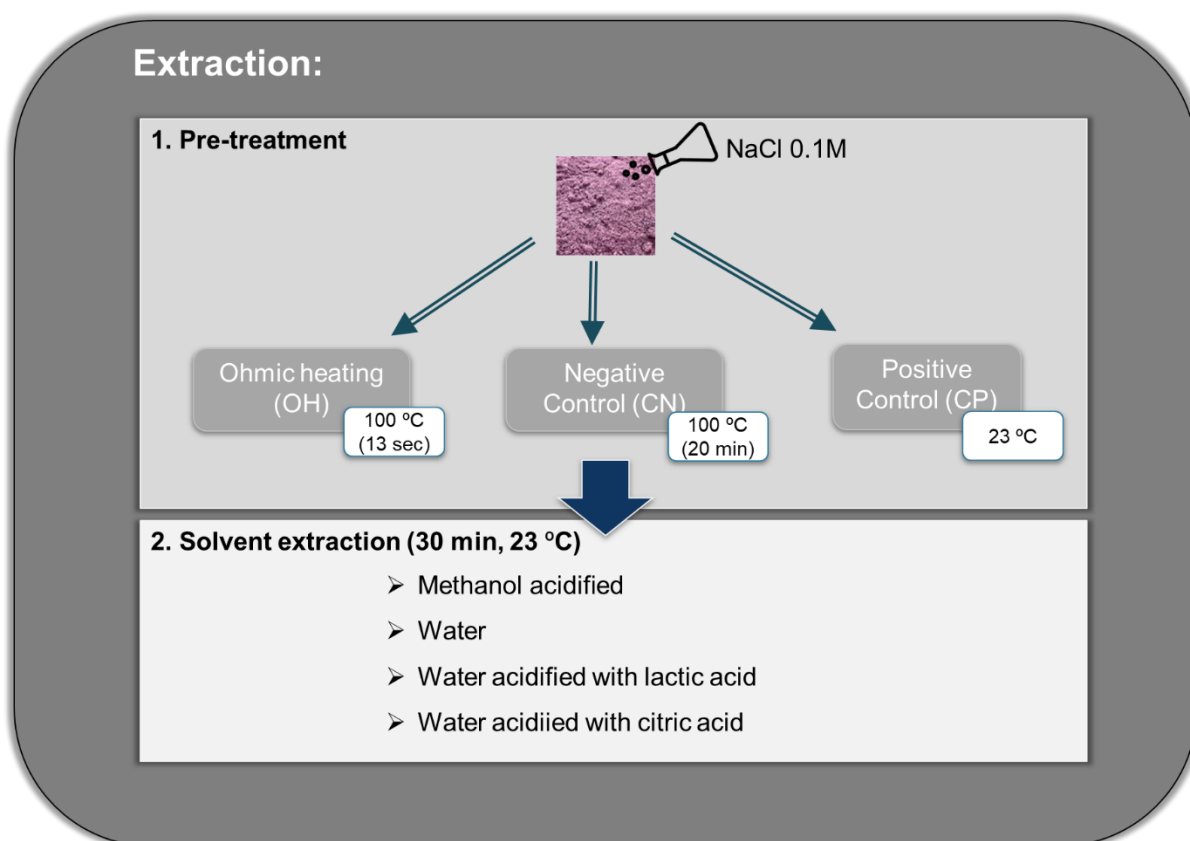 Extraction:
1. Pre-treatment
NaCl 0.1M
Ohmic heating
(OH)
100 ºC
(13 sec)
Negative
Control (CN)
100 ºC
(20 min)
Positive
Control (CP)
23 ºC
2. Solvent extraction (30 min, 23 ºC)
➢ Methanol acidified
➢ Water
➢ Water acidified with lactic acid
➢ Water acidiied with citric acid